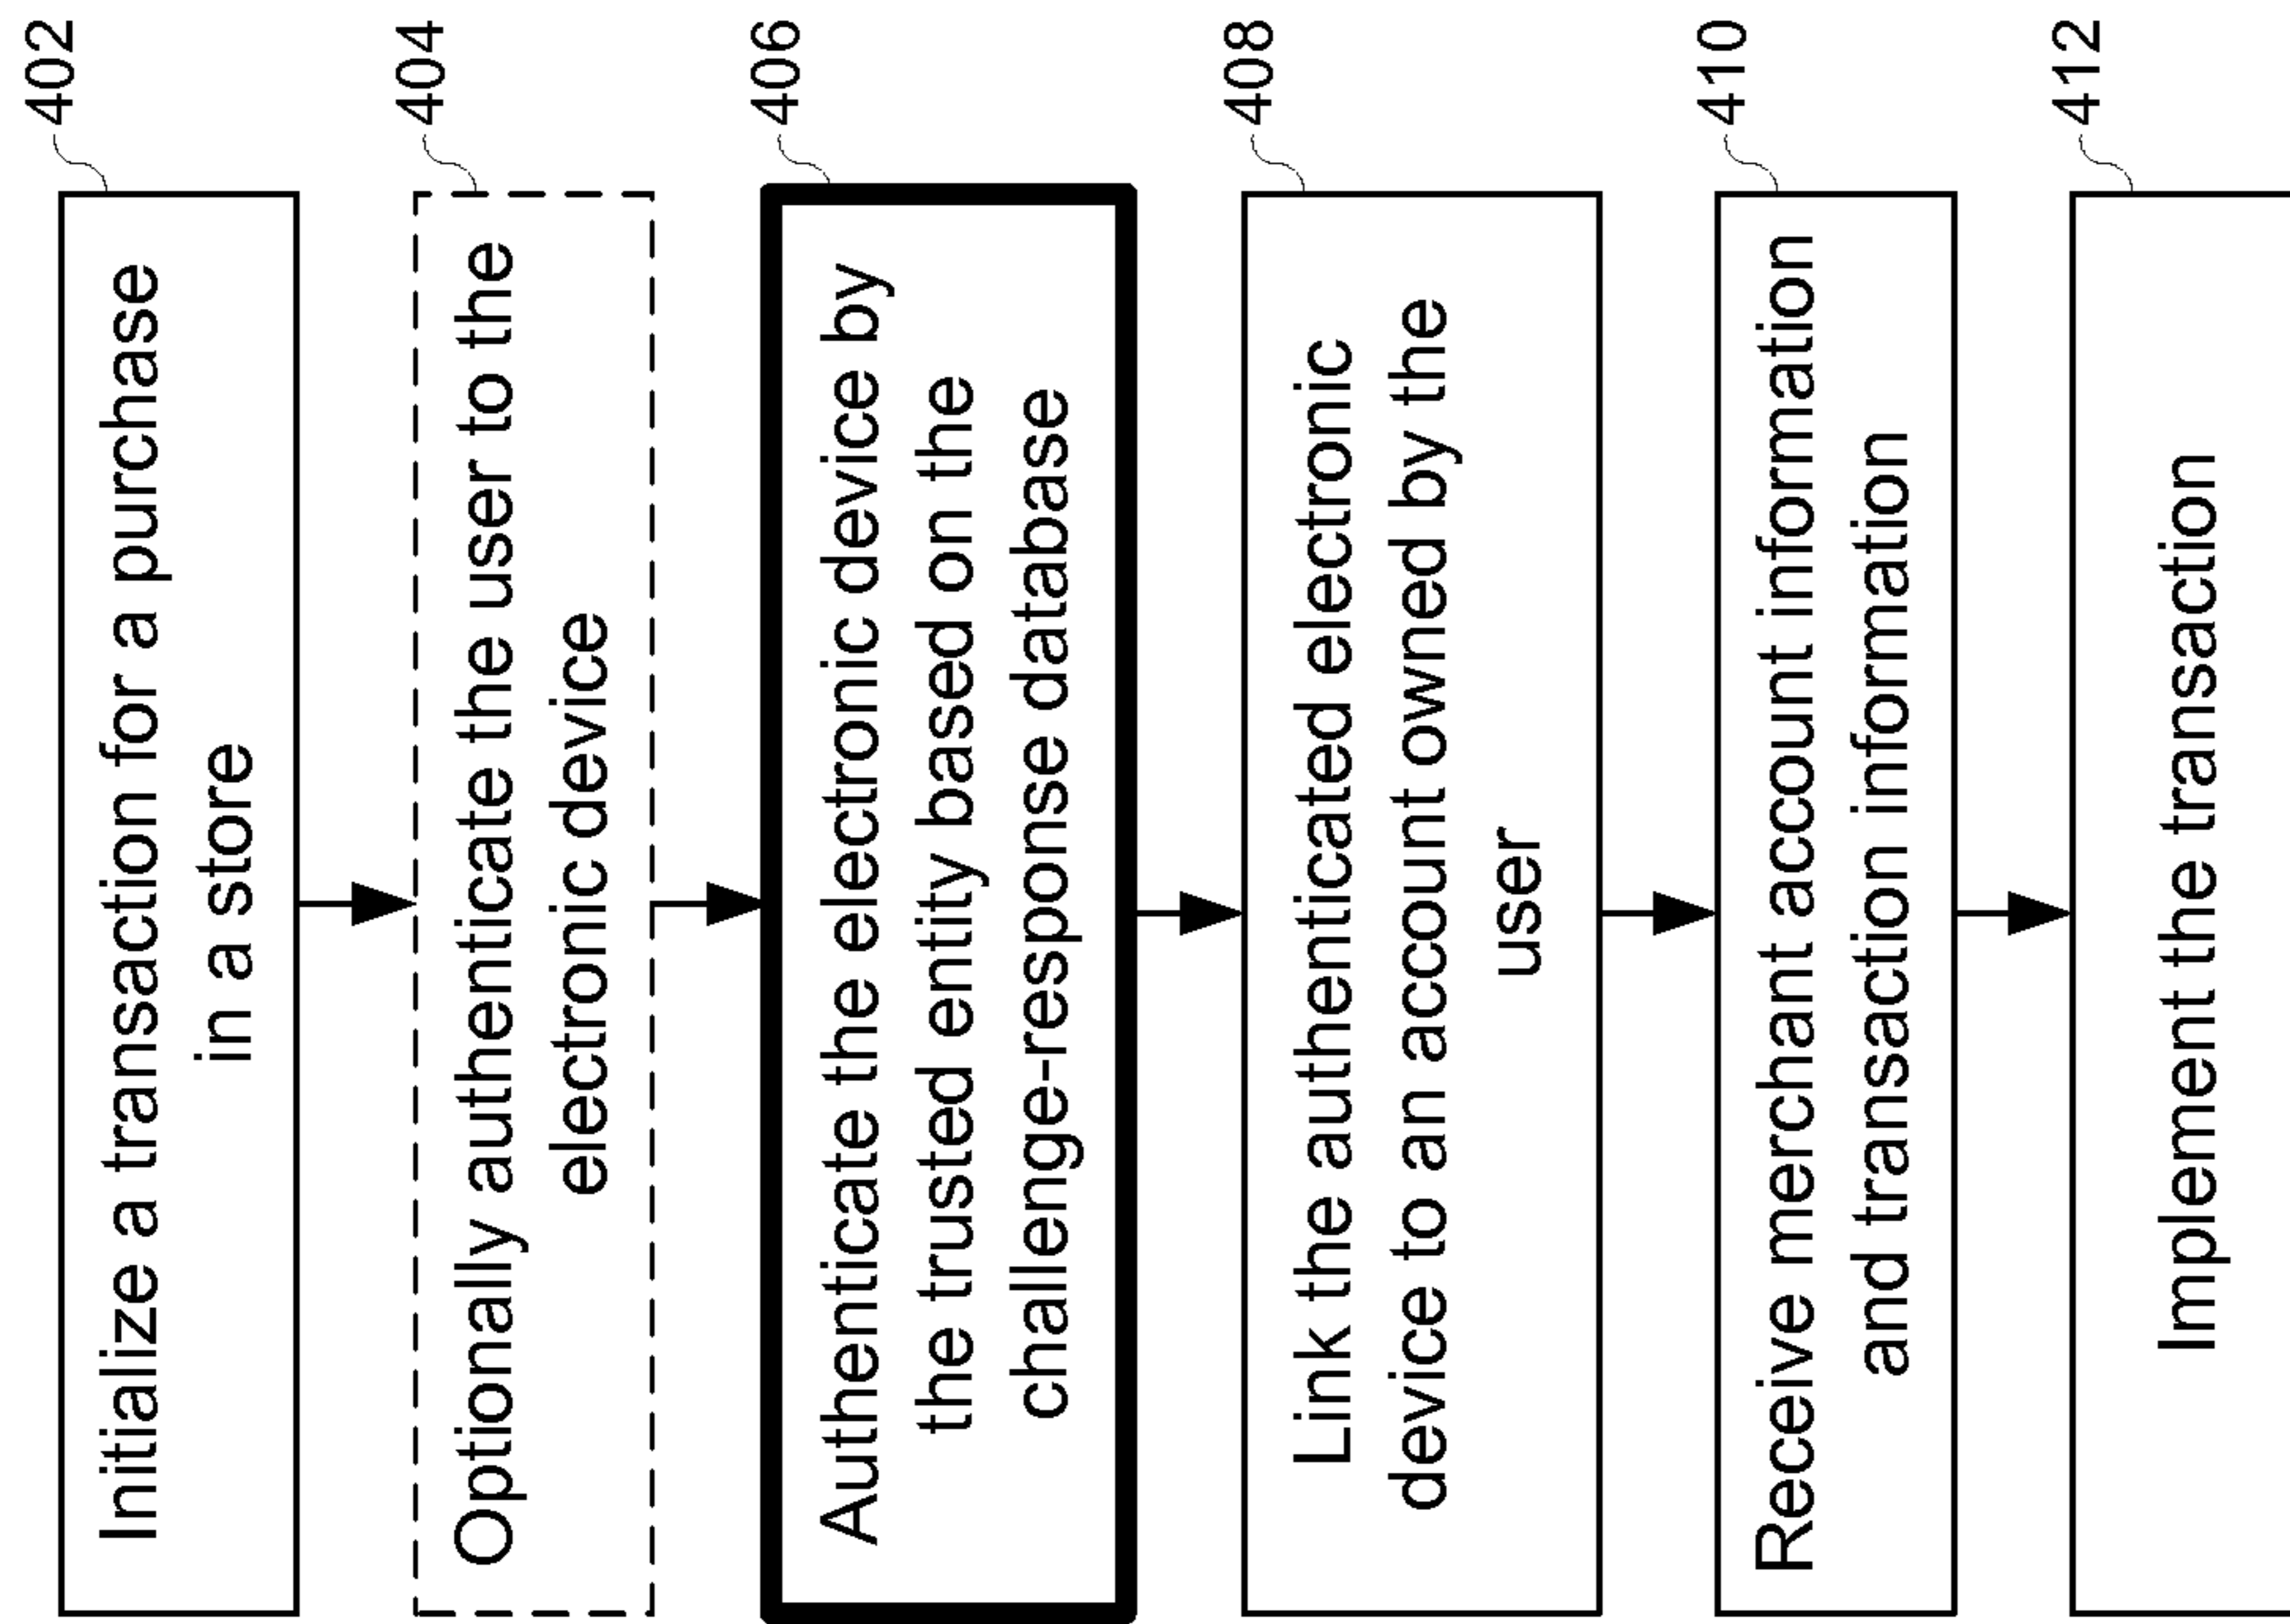 402
Initialize a transaction for a purchase
in a store
404
Optionally authenticate the user to the
electronic device
406
Authenticate the electronic device by
the trusted entity based on the
challenge-response database
408
Link the authenticated electronic
device to an account owned by the
user
410
Receive merchant account information
and transaction information
412
Implement the transaction